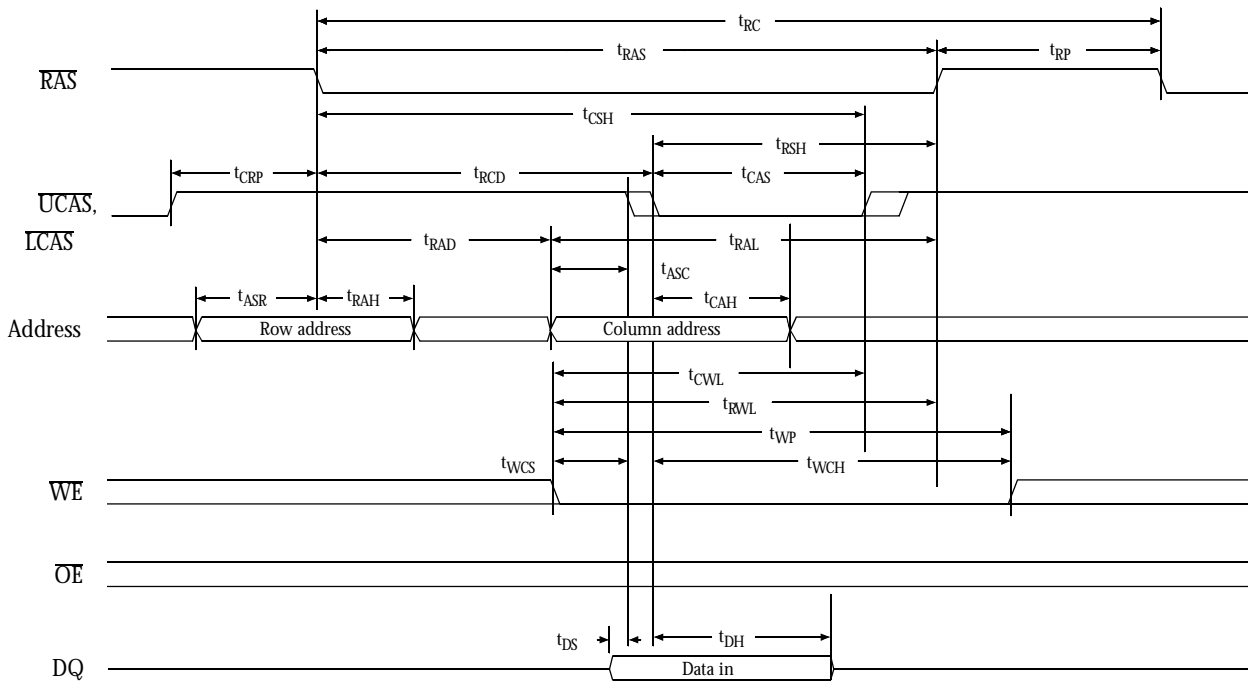 tRC
tRAS
tRP
RAS
tCSH
tRSH
tCRP
tRCD
tCAS
UCAS,
LCAS
tRAD
tRAL
tASC
tASR
tRAH
tCAH
Address
Row address
Column address
tCWL
tRWL
tWP
tWCS
tWCH
WE
OE
tDS
tDH
DQ
Data in